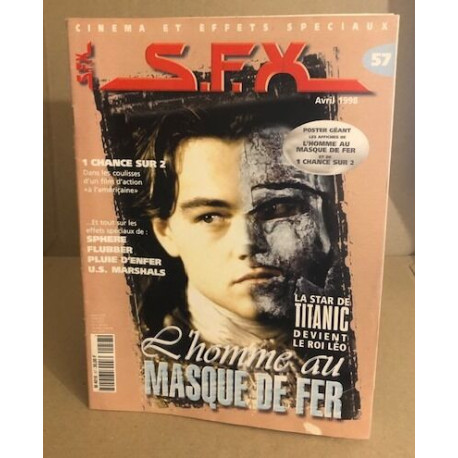 CINEMA ET EFFETS SPECIAUX
S.F.X
S.F.X
57
Avril 1998
POSTER GÉANT
LES AFFICHES DE
L'HOMME AU
MASQUE DE FER
ET DE
1 CHANCE SUR 2
1 CHANCE SUR 2
Dans les coulisses
d'un film d'action
«à l'américaine»
...Et tout sur les
effets spéciaux de :
SPHERE
FLUBBER
PLUIE D'ENFER
U.S. MARSHALS
LA STAR DE
TITANIC
DEVIENT
LE ROI LÉO
L'homme au
MASQUE DE FER